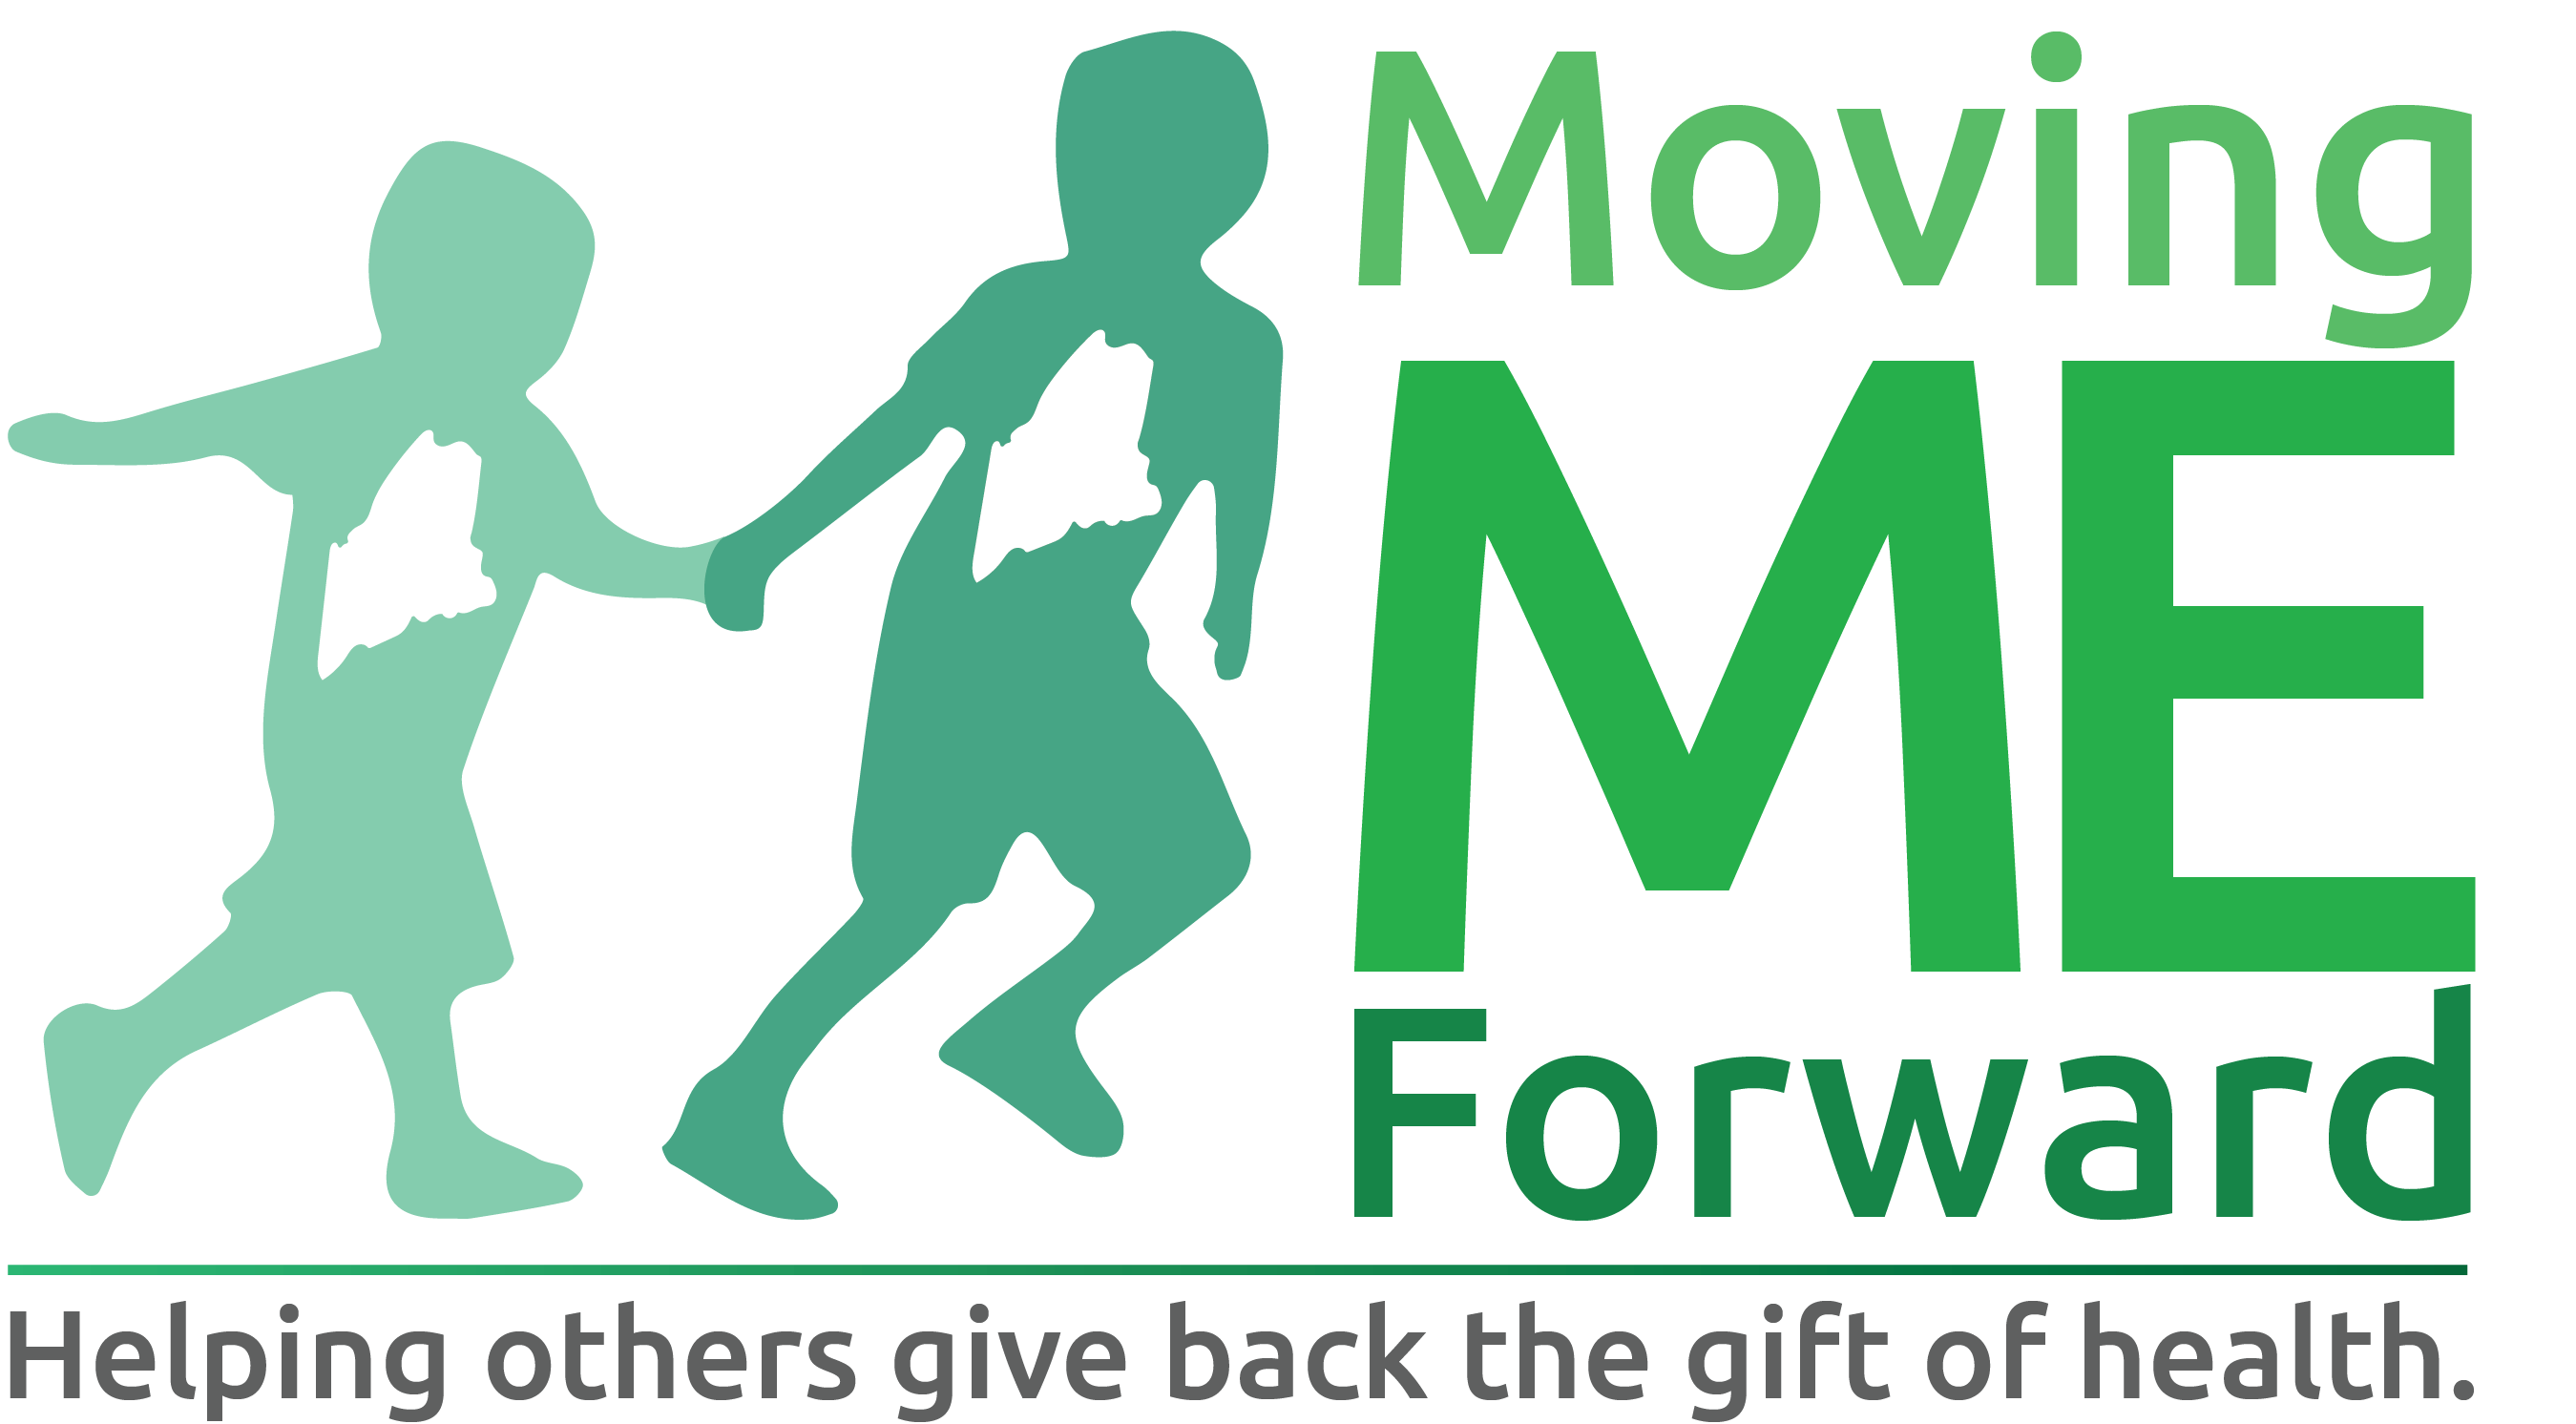 Moving
ME
Forward
Helping others give back the gift of health.